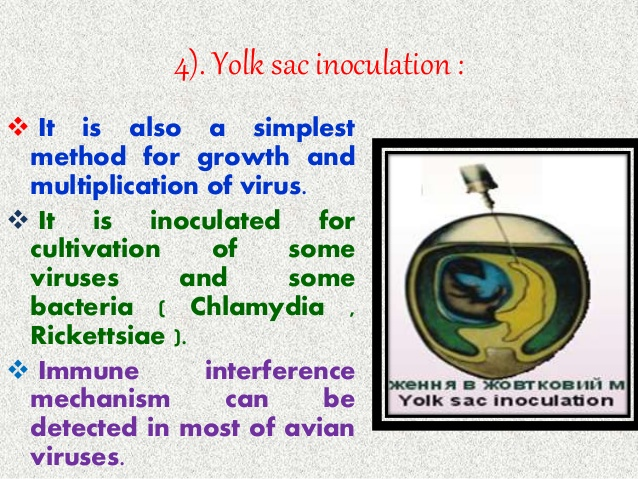 4). Yolk sac inoculation :
It is also a simplest
method for growth and
multiplication of virus.
It is inoculated for
cultivation of some
viruses and some
bacteria ( Chlamydia ,
Rickettsiae ).
Immune interference
mechanism can be
detected in most of avian
viruses.
ження в жовтковий м
Yolk sac inoculation